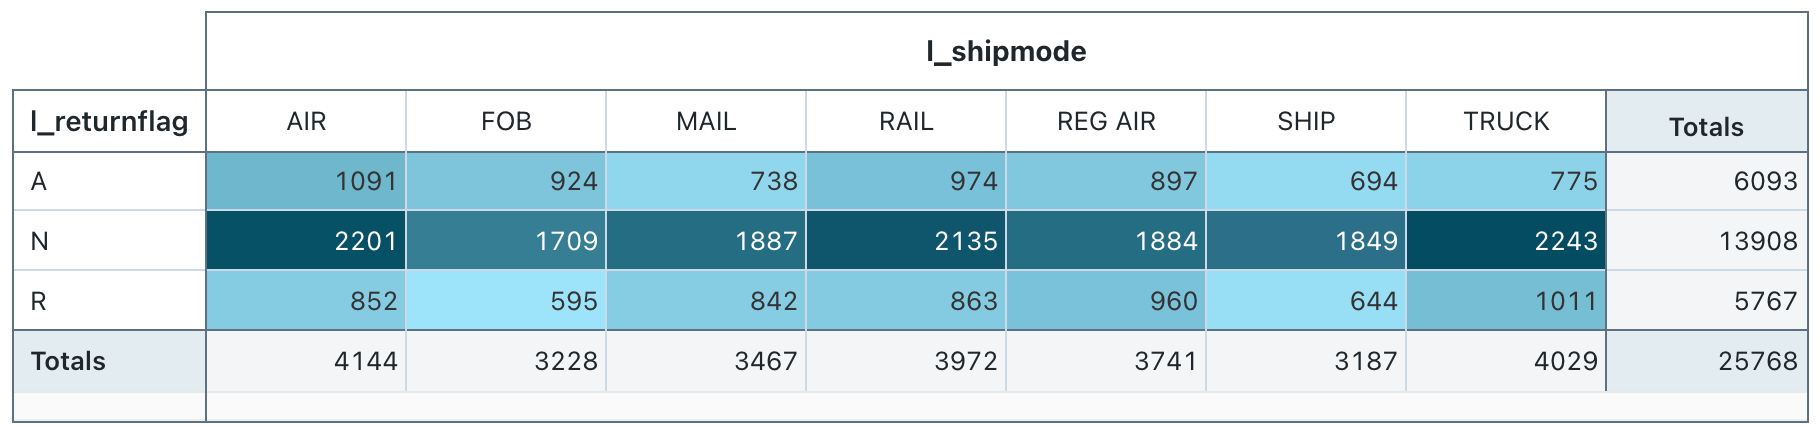 l_shipmode
l_returnflag AIR FOB MAIL RAIL REG AIR SHIP TRUCK Totals
A 1091 924 738 974 897 694 775 6093
N 2201 1709 1887 2135 1884 1849 2243 13908
R 852 595 842 863 960 644 1011 5767
Totals 4144 3228 3467 3972 3741 3187 4029 25768